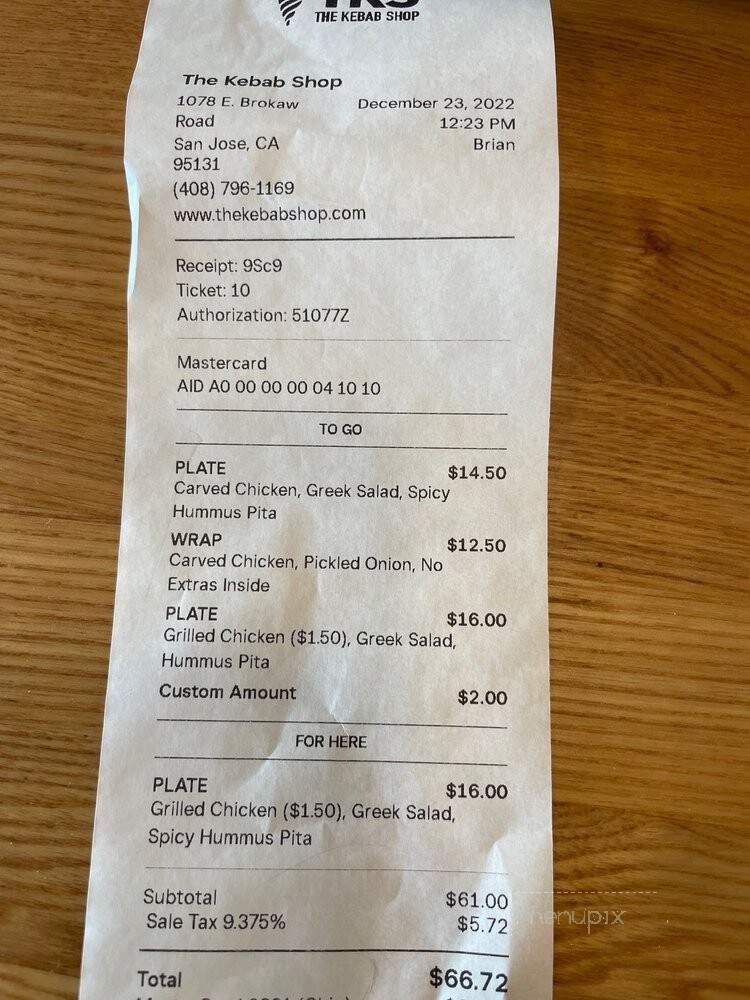 TKS
THE KEBAB SHOP
The Kebab Shop
1078 E. Brokaw December 23, 2022
Road 12:23 PM
San Jose, CA Brian
95131
(408) 796-1169
www.thekebabshop.com
Receipt: 9Sc9
Ticket: 10
Authorization: 51077Z
Mastercard
AID A0 00 00 00 04 10 10
TO GO
PLATE $14.50
Carved Chicken, Greek Salad, Spicy
Hummus Pita
WRAP $12.50
Carved Chicken, Pickled Onion, No
Extras Inside
PLATE $16.00
Grilled Chicken ($1.50), Greek Salad,
Hummus Pita
Custom Amount $2.00
FOR HERE
PLATE $16.00
Grilled Chicken ($1.50), Greek Salad,
Spicy Hummus Pita
Subtotal $61.00
Sale Tax 9.375% $5.72
menupix
Total $66.72